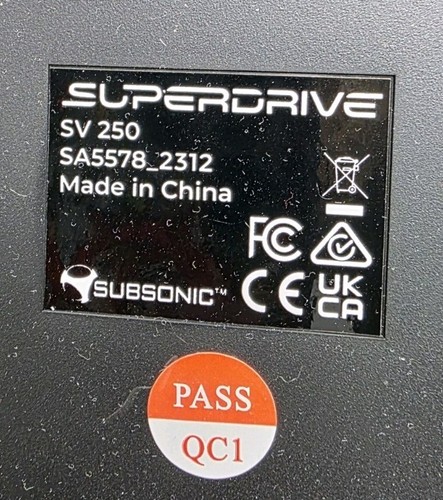 SUPERDRIVE
SV 250
SA5578_2312
Made in China
FC
CE
UK
CA
SUBSONIC™
PASS
QC1